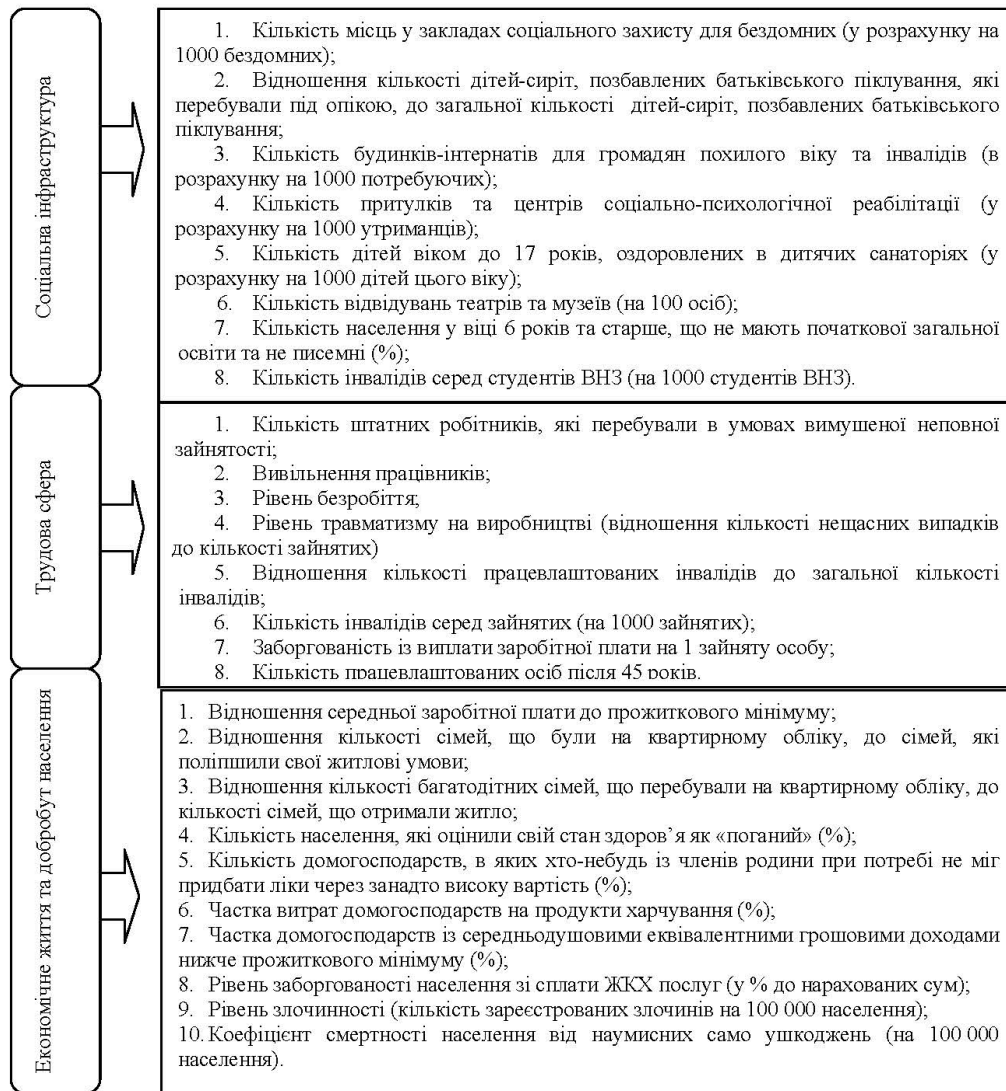 Соціальна інфраструктура
1. Кількість місць у закладах соціального захисту для бездомних (у розрахунку на
1000 бездомних);
2. Відношення кількості дітей-сиріт, позбавлених батьківського піклування, які
перебували під опікою, до загальної кількості дітей-сиріт, позбавлених батьківського
піклування;
3. Кількість будинків-інтернатів для громадян похилого віку та інвалідів (в
розрахунку на 1000 потребуючих);
4. Кількість притулків та центрів соціально-психологічної реабілітації (у
розрахунку на 1000 утриманців);
5. Кількість дітей віком до 17 років, оздоровлених в дитячих санаторіях (у
розрахунку на 1000 дітей цього віку);
6. Кількість відвідувань театрів та музеїв (на 100 осіб);
7. Кількість населення у віці 6 років та старше, що не мають початкової загальної
освіти та не писемні (%);
8. Кількість інвалідів серед студентів ВНЗ (на 1000 студентів ВНЗ).
Трудова сфера
1. Кількість штатних робітників, які перебували в умовах вимушеної неповної
зайнятості;
2. Вивільнення працівників;
3. Рівень безробіття;
4. Рівень травматизму на виробництві (відношення кількості нещасних випадків
до кількості зайнятих)
5. Відношення кількості працевлаштованих інвалідів до загальної кількості
інвалідів;
6. Кількість інвалідів серед зайнятих (на 1000 зайнятих);
7. Заборгованість із виплати заробітної плати на 1 зайняту особу;
8. Кількість працевлаштованих осіб після 45 років.
Економічне життя та добробут населення
1. Відношення середньої заробітної плати до прожиткового мінімуму;
2. Відношення кількості сімей, що були на квартирному обліку, до сімей, які
поліпшили свої житлові умови;
3. Відношення кількості багатодітних сімей, що перебували на квартирному обліку, до
кількості сімей, що отримали житло;
4. Кількість населення, які оцінили свій стан здоров’я як «поганий» (%);
5. Кількість домогосподарств, в яких хто-небудь із членів родини при потребі не міг
придбати ліки через занадто високу вартість (%);
6. Частка витрат домогосподарств на продукти харчування (%);
7. Частка домогосподарств із середньодушовими еквівалентними грошовими доходами
нижче прожиткового мінімуму (%);
8. Рівень заборгованості населення зі сплати ЖКХ послуг (у % до нарахованих сум);
9. Рівень злочинності (кількість зареєстрованих злочинів на 100 000 населення);
10. Коефіцієнт смертності населення від наумисних само ушкоджень (на 100 000
населення).